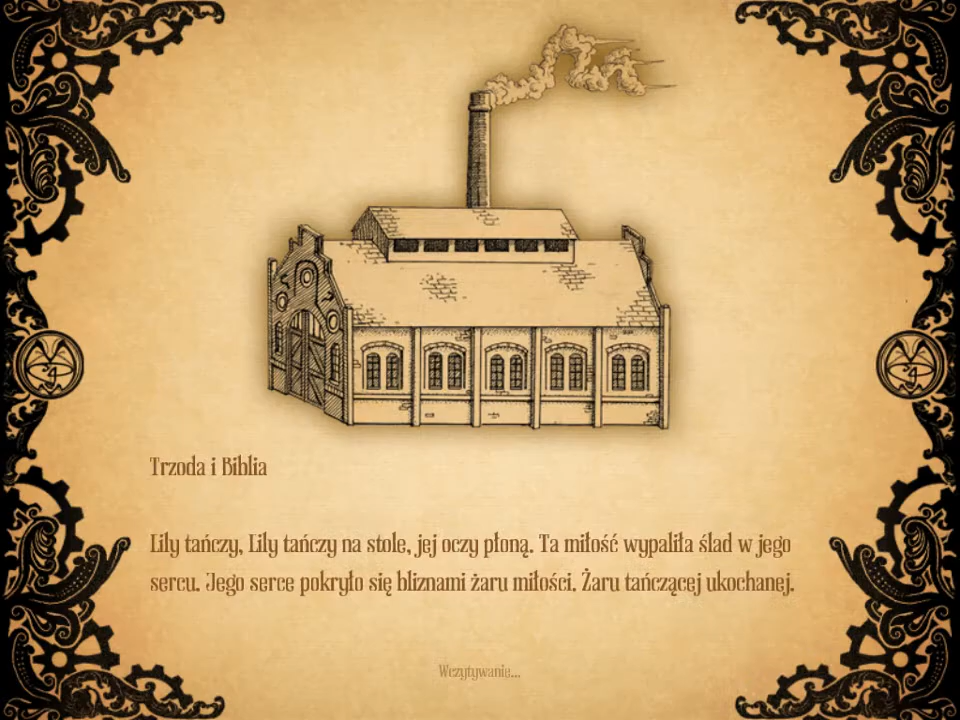 Trzoda i Biblia
Lily tańczy, Lily tańczy na stole, jej oczy płoną. Ta miłość wypaliła ślad w jego
sercu. Jego serce pokryło się bliznami żaru miłości. Żaru tańczącej ukochanej.
Wczytywanie...